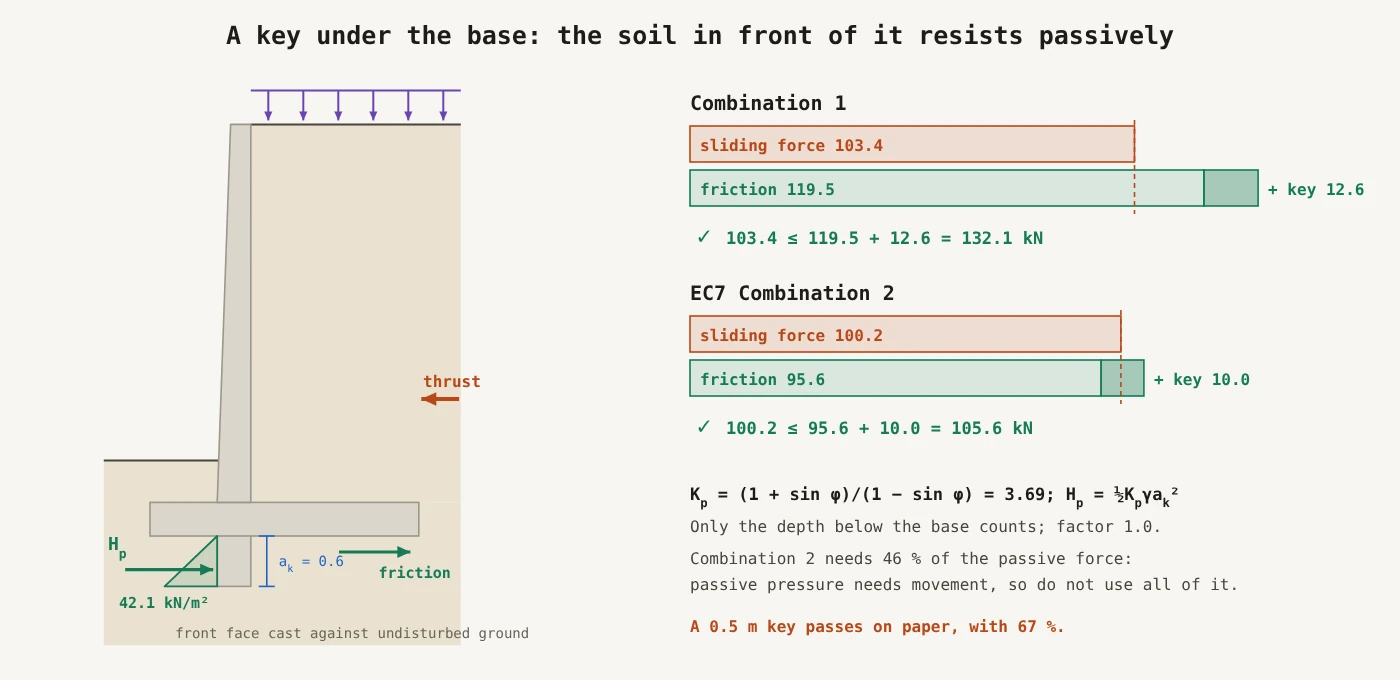 A key under the base: the soil in front of it resists passively
thrust
H_p
a_k = 0.6
friction
42.1 kN/m²
front face cast against undisturbed ground
Combination 1
sliding force 103.4
friction 119.5
+ key 12.6
✓ 103.4 ≤ 119.5 + 12.6 = 132.1 kN
EC7 Combination 2
sliding force 100.2
friction 95.6
+ key 10.0
✓ 100.2 ≤ 95.6 + 10.0 = 105.6 kN
K_p = (1 + sin φ)/(1 − sin φ) = 3.69; H_p = ½K_pγa_k²
Only the depth below the base counts; factor 1.0.
Combination 2 needs 46 % of the passive force:
passive pressure needs movement, so do not use all of it.
A 0.5 m key passes on paper, with 67 %.